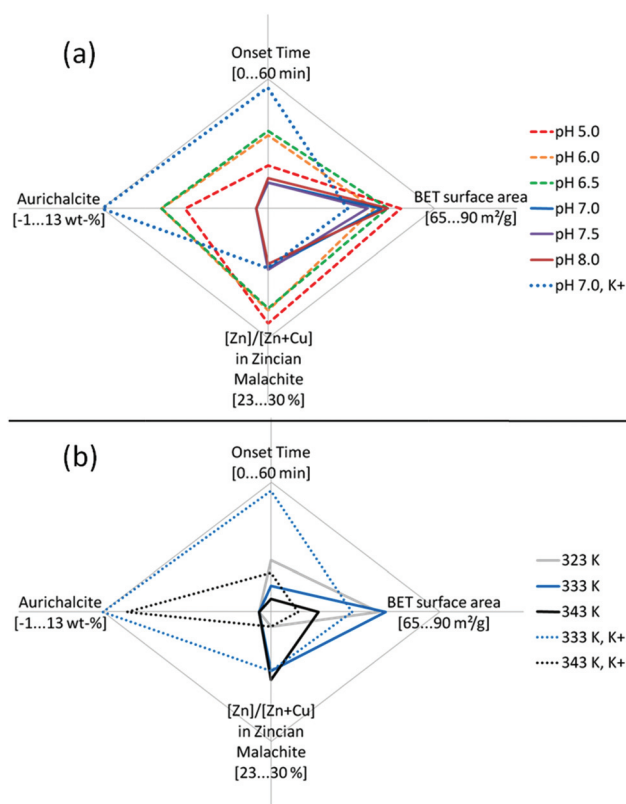 (a)
Onset Time
[0...60 min]
Aurichalcite
[-1...13 wt-%]
BET surface area
[65...90 m²/g]
[Zn]/[Zn+Cu]
in Zincian
Malachite
[23...30 %]
pH 5.0
pH 6.0
pH 6.5
pH 7.0
pH 7.5
pH 8.0
pH 7.0, K+
(b)
Onset Time
[0...60 min]
Aurichalcite
[-1...13 wt-%]
BET surface area
[65...90 m²/g]
[Zn]/[Zn+Cu]
in Zincian
Malachite
[23...30 %]
323 K
333 K
343 K
333 K, K+
343 K, K+